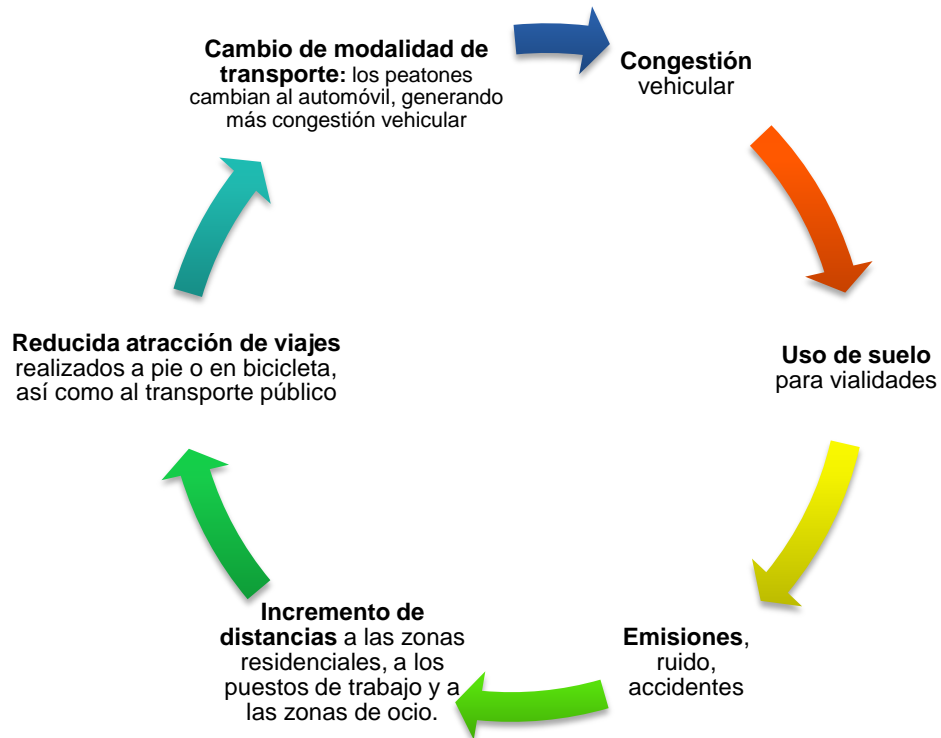 Cambio de modalidad de
transporte: los peatones
cambian al automóvil, generando
más congestión vehicular
Congestión
vehicular
Uso de suelo
para vialidades
Emisiones,
ruido,
accidentes
Incremento de
distancias a las zonas
residenciales, a los
puestos de trabajo y a
las zonas de ocio.
Reducida atracción de viajes
realizados a pie o en bicicleta,
así como al transporte público